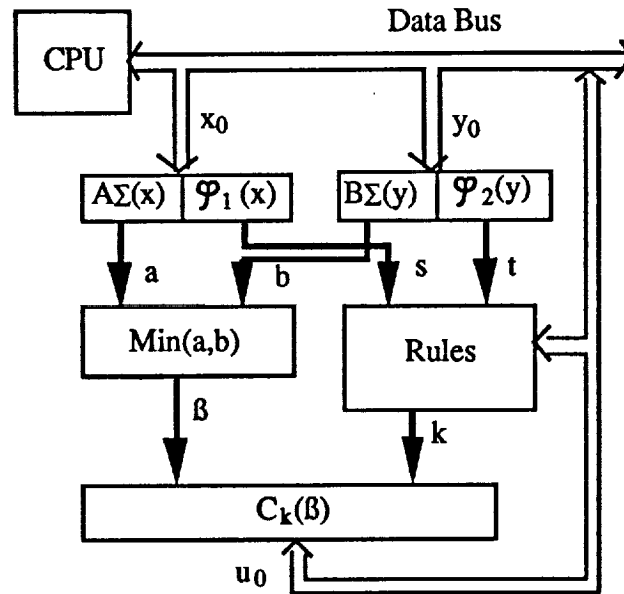 Data Bus
CPU
x₀ y₀
AΣ(x) φ₁(x) BΣ(y) φ₂(y)
a b s t
Min(a,b) Rules
ß k
Cₖ(ß)
u₀